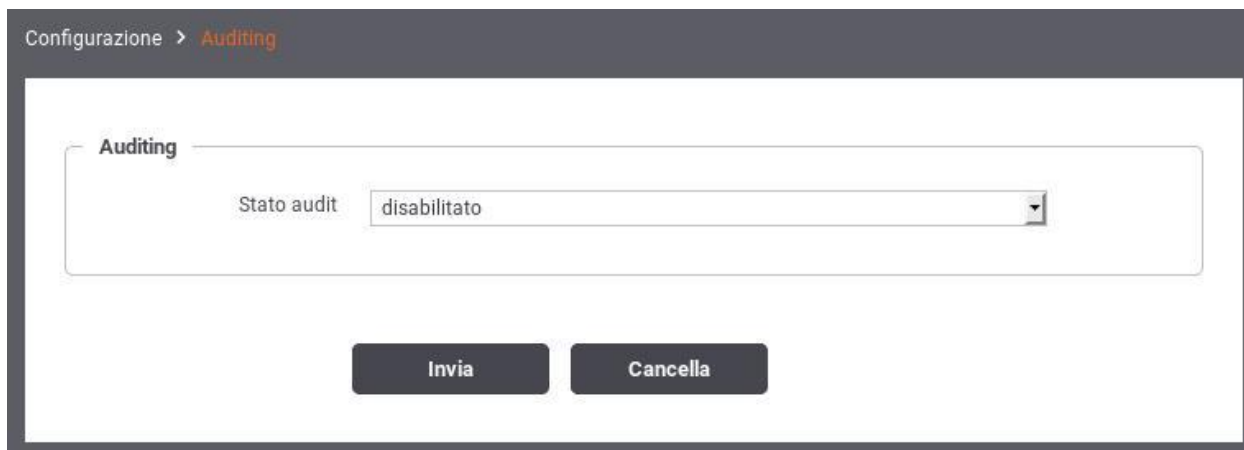 Configurazione > Auditing
Auditing
Stato audit disabilitato
Invia Cancella